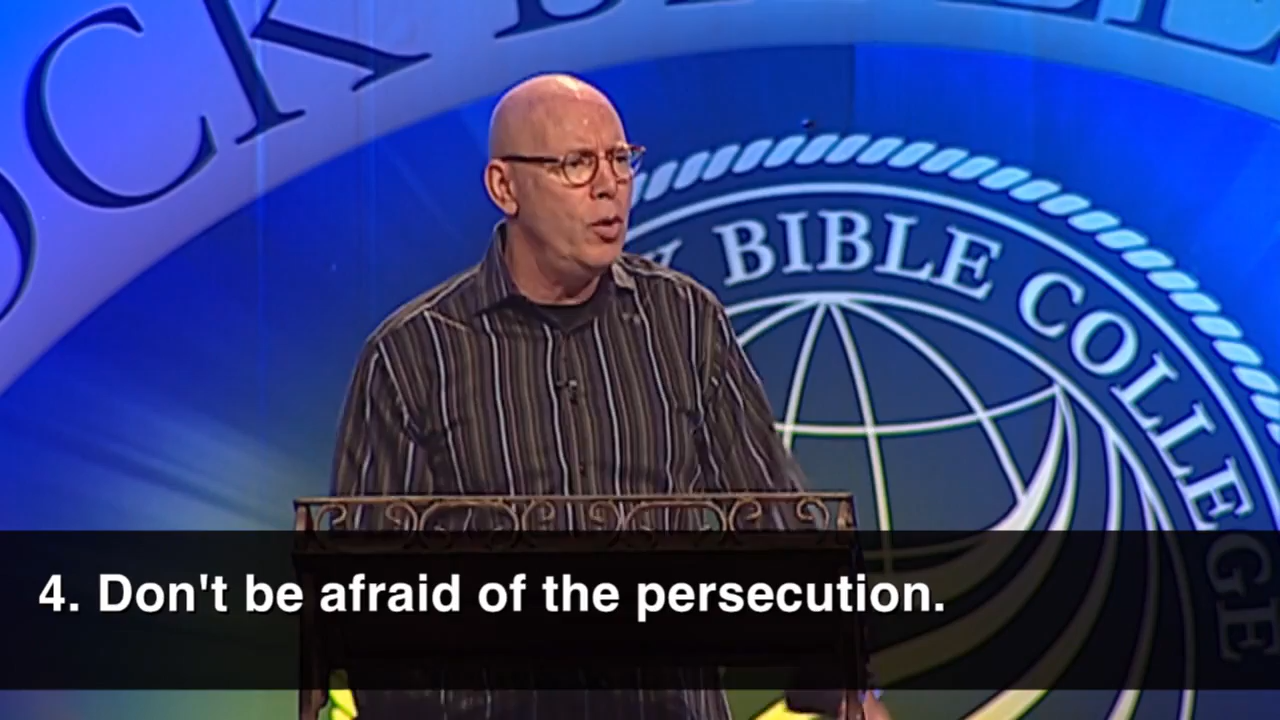 OCK B
BIBLE COLLEGE
4. Don't be afraid of the persecution.